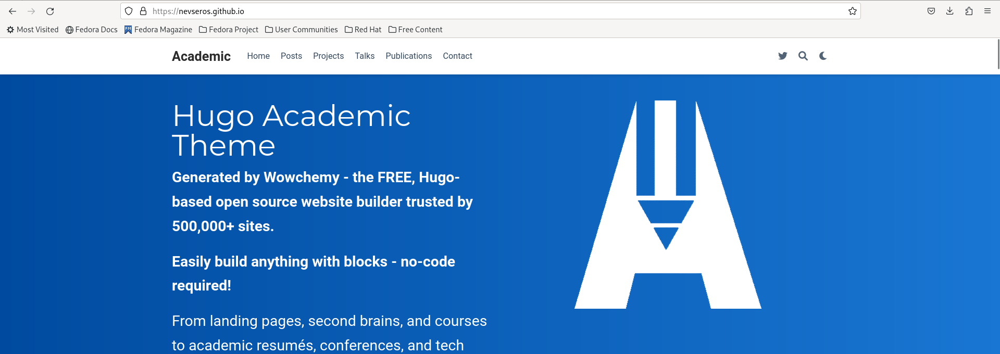 https://nevseros.github.io
Most Visited Fedora Docs Fedora Magazine Fedora Project User Communities Red Hat Free Content
Academic Home Posts Projects Talks Publications Contact
Hugo Academic
Theme
Generated by Wowchemy - the FREE, Hugo-
based open source website builder trusted by
500,000+ sites.
Easily build anything with blocks - no-code
required!
From landing pages, second brains, and courses
to academic resumés, conferences, and tech